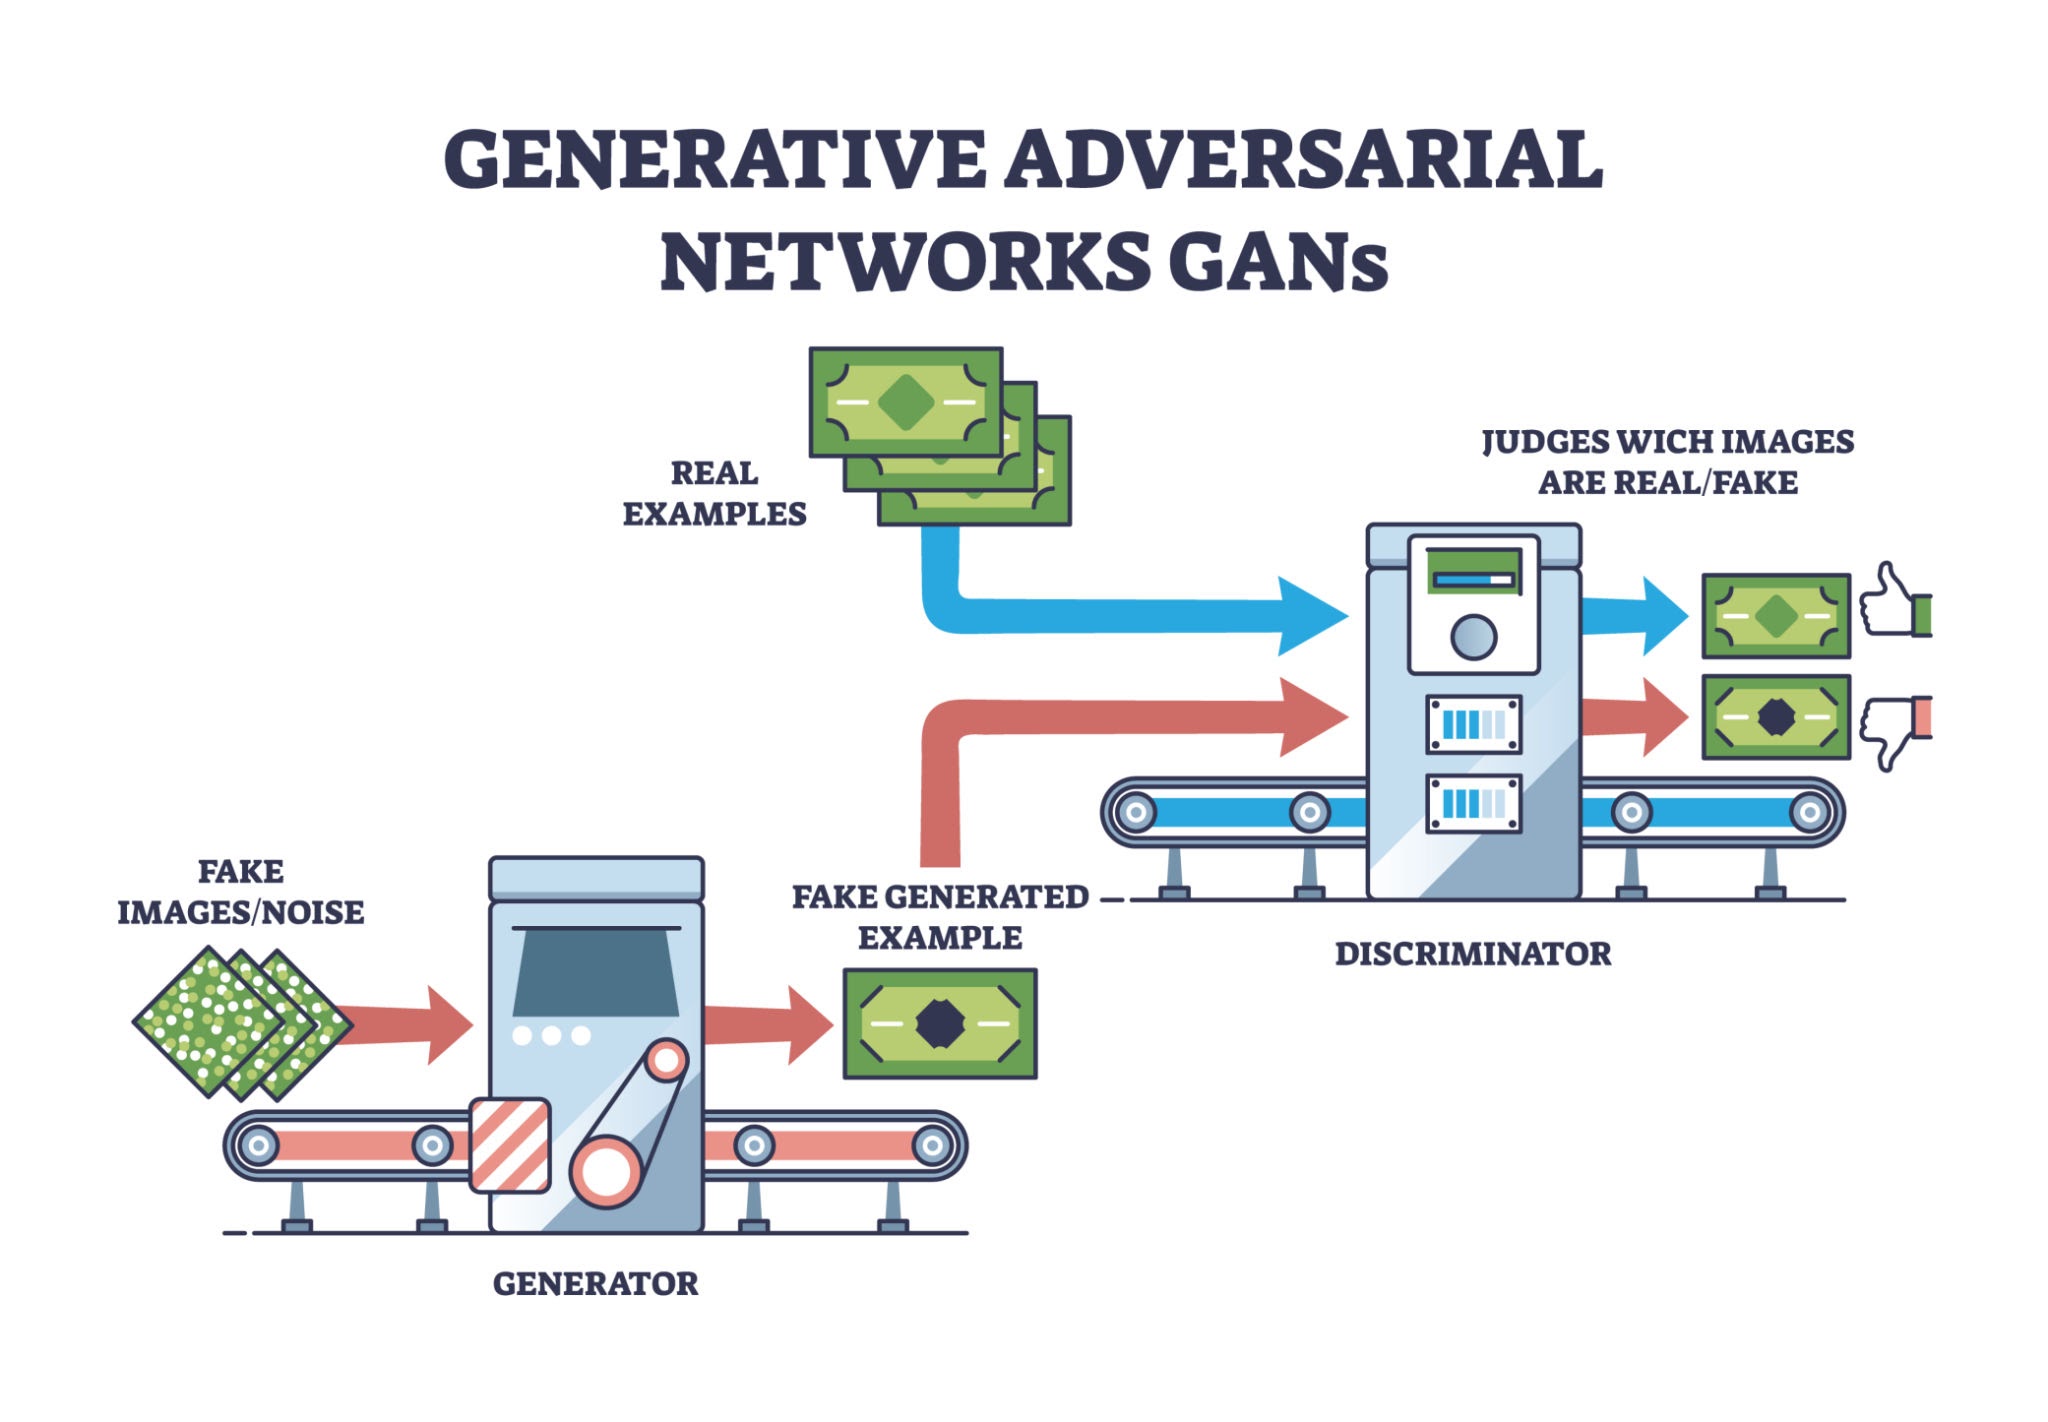 GENERATIVE ADVERSARIAL
NETWORKS GANs
REAL
EXAMPLES
JUDGES WICH IMAGES
ARE REAL/FAKE
FAKE
IMAGES/NOISE
FAKE GENERATED
EXAMPLE
DISCRIMINATOR
GENERATOR